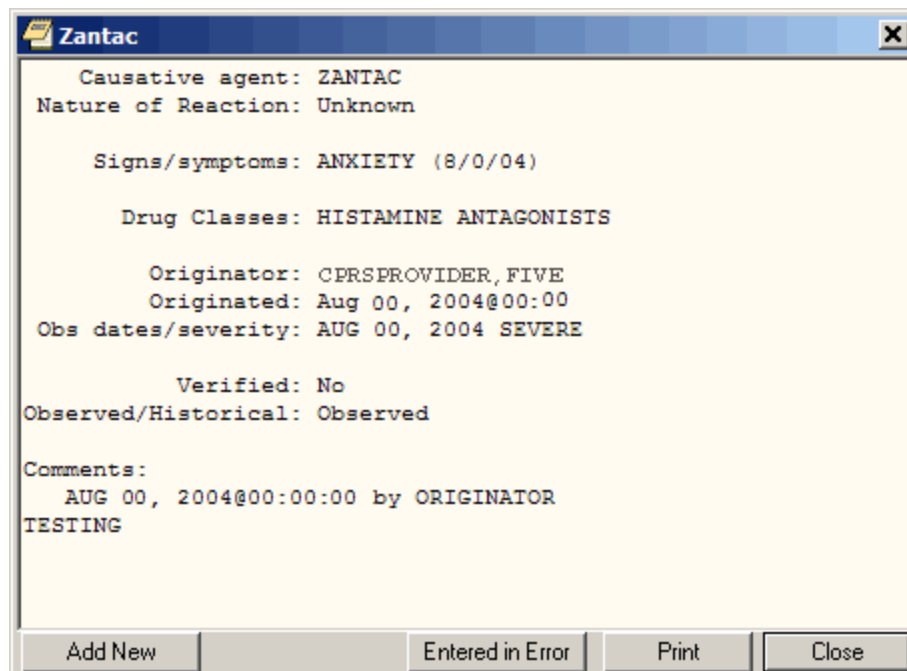 Zantac
Causative agent: ZANTAC
Nature of Reaction: Unknown
Signs/symptoms: ANXIETY (8/0/04)
Drug Classes: HISTAMINE ANTAGONISTS
Originator: CPRSPROVIDER,FIVE
Originated: Aug 00, 2004@00:00
Obs dates/severity: AUG 00, 2004 SEVERE
Verified: No
Observed/Historical: Observed
Comments:
AUG 00, 2004@00:00:00 by ORIGINATOR
TESTING
Add New Entered in Error Print Close